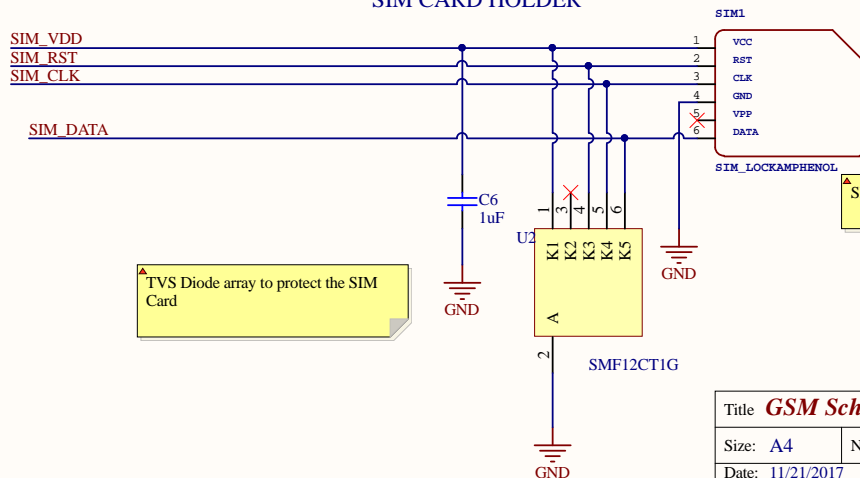 SIM CARD HOLDER
SIM1
SIM_VDD
1 VCC
SIM_RST
2 RST
SIM_CLK
3 CLK
4 GND
5 VPP
SIM_DATA
6 DATA
SIM_LOCKAMPHENOL
S
C6
1uF
1 3 4 5 6
U2
K1 K2 K3 K4 K5
GND
TVS Diode array to protect the SIM
Card
GND
A
2
SMF12CT1G
GND
Title GSM Sch
Size: A4 N
Date: 11/21/2017